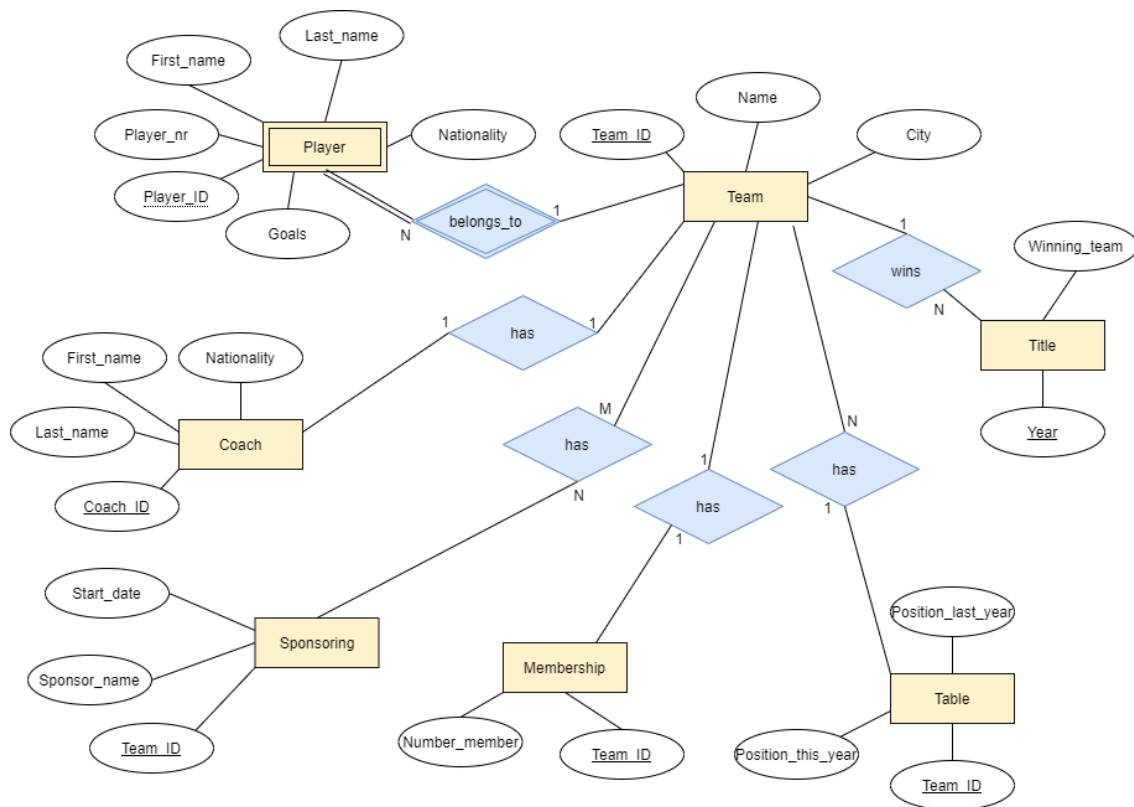 Last_name
First_name
Player_nr
Player
Nationality
Player_ID
Goals
N
belongs_to
1
Team_ID
Name
City
Team
1
wins
N
Winning_team
Title
Year
1
has
1
First_name
Nationality
Last_name
Coach
Coach_ID
M
has
N
1
has
1
N
has
1
Start_date
Sponsoring
Sponsor_name
Team_ID
Membership
Number_member
Team_ID
Position_last_year
Table
Position_this_year
Team_ID